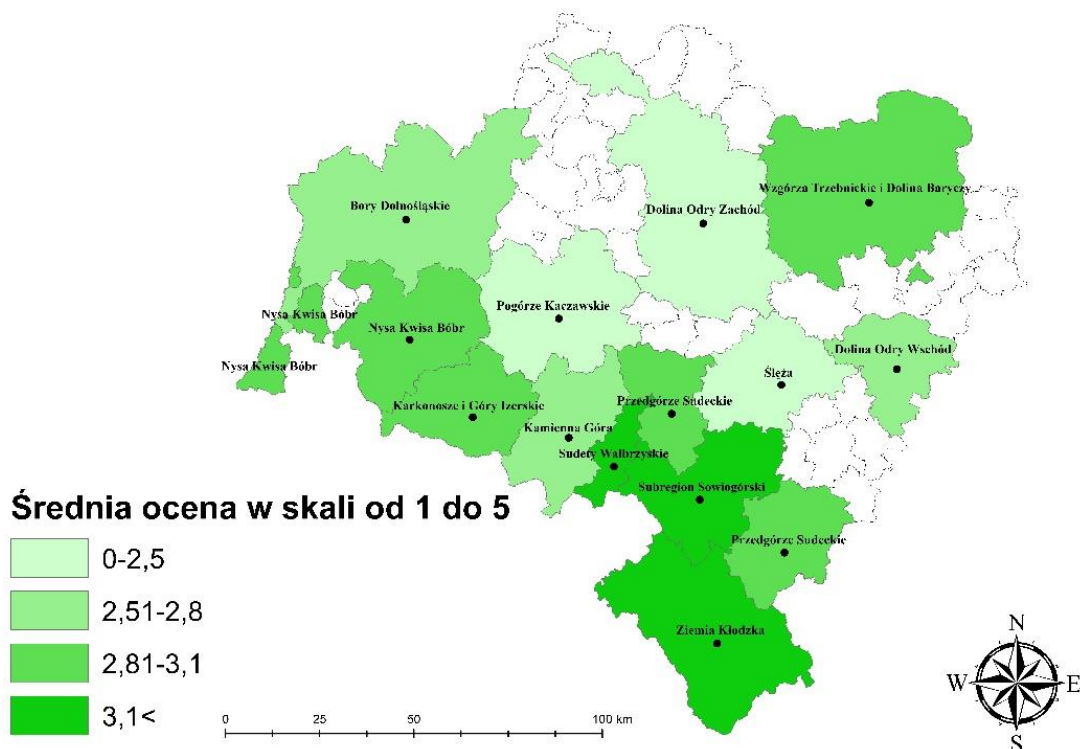 Wzgórza Trzebnickie i Dolina Baryczy
Bory Dolnośląskie
Dolina Odry Zachód
Pogórze Kaczawskie
Nysa Kwisa Bóbr
Nysa Kwisa Bóbr
Nysa Kwisa Bóbr
Dolina Odry Wschód
Ślęża
Karkonosze i Góry Izerskie
Przedgórze Sudeckie
Kamienna Góra
Sudety Wałbrzyskie
Subregion Sowiogórski
Przedgórze Sudeckie
Ziemia Kłodzka
Średnia ocena w skali od 1 do 5
0-2,5
2,51-2,8
2,81-3,1
3,1<
0 25 50 100 km
N
W E
S